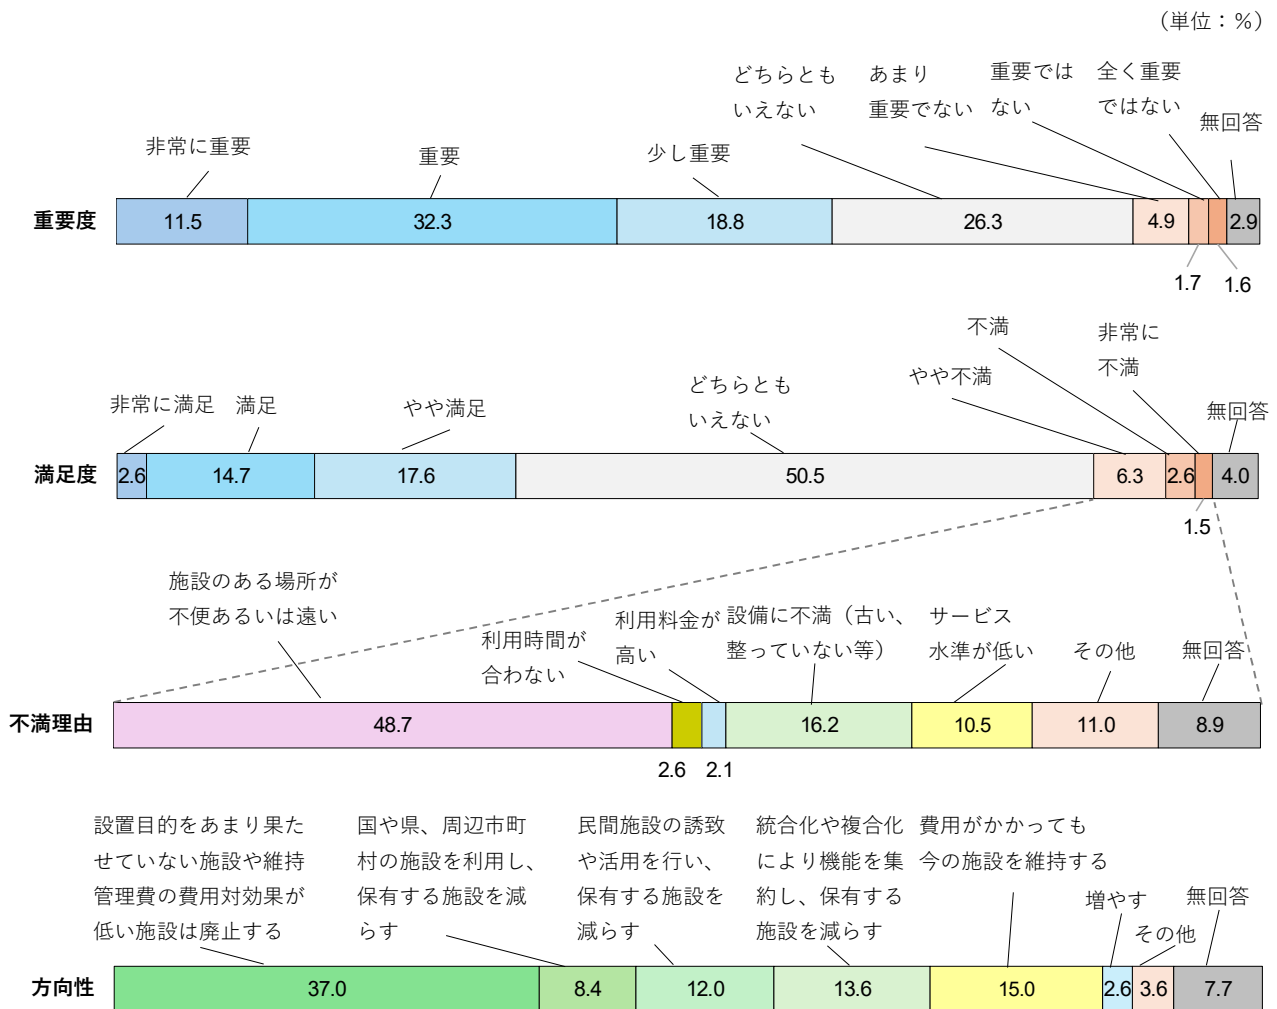 （単位：%）
どちらとも
いえない
あまり
重要でない
重要では
ない
全く重要
ではない
無回答
非常に重要
重要
少し重要
重要度
11.5
32.3
18.8
26.3
4.9
2.9
1.7
1.6
不満
非常に
不満
やや不満
どちらとも
いえない
非常に満足
満足
やや満足
無回答
満足度
2.6
14.7
17.6
50.5
6.3
2.6
4.0
1.5
施設のある場所が
不便あるいは遠い
利用時間が
合わない
利用料金が
高い
設備に不満（古い、
整っていない等）
サービス
水準が低い
その他
無回答
不満理由
48.7
16.2
10.5
11.0
8.9
2.6
2.1
設置目的をあまり果た
せていない施設や維持
管理費の費用対効果が
低い施設は廃止する
国や県、周辺市町
村の施設を利用し、
保有する施設を減
らす
民間施設の誘致
や活用を行い、
保有する施設を
減らす
統合化や複合化
により機能を集
約し、保有する
施設を減らす
費用がかかっても
今の施設を維持する
増やす
その他
無回答
方向性
37.0
8.4
12.0
13.6
15.0
2.6
3.6
7.7